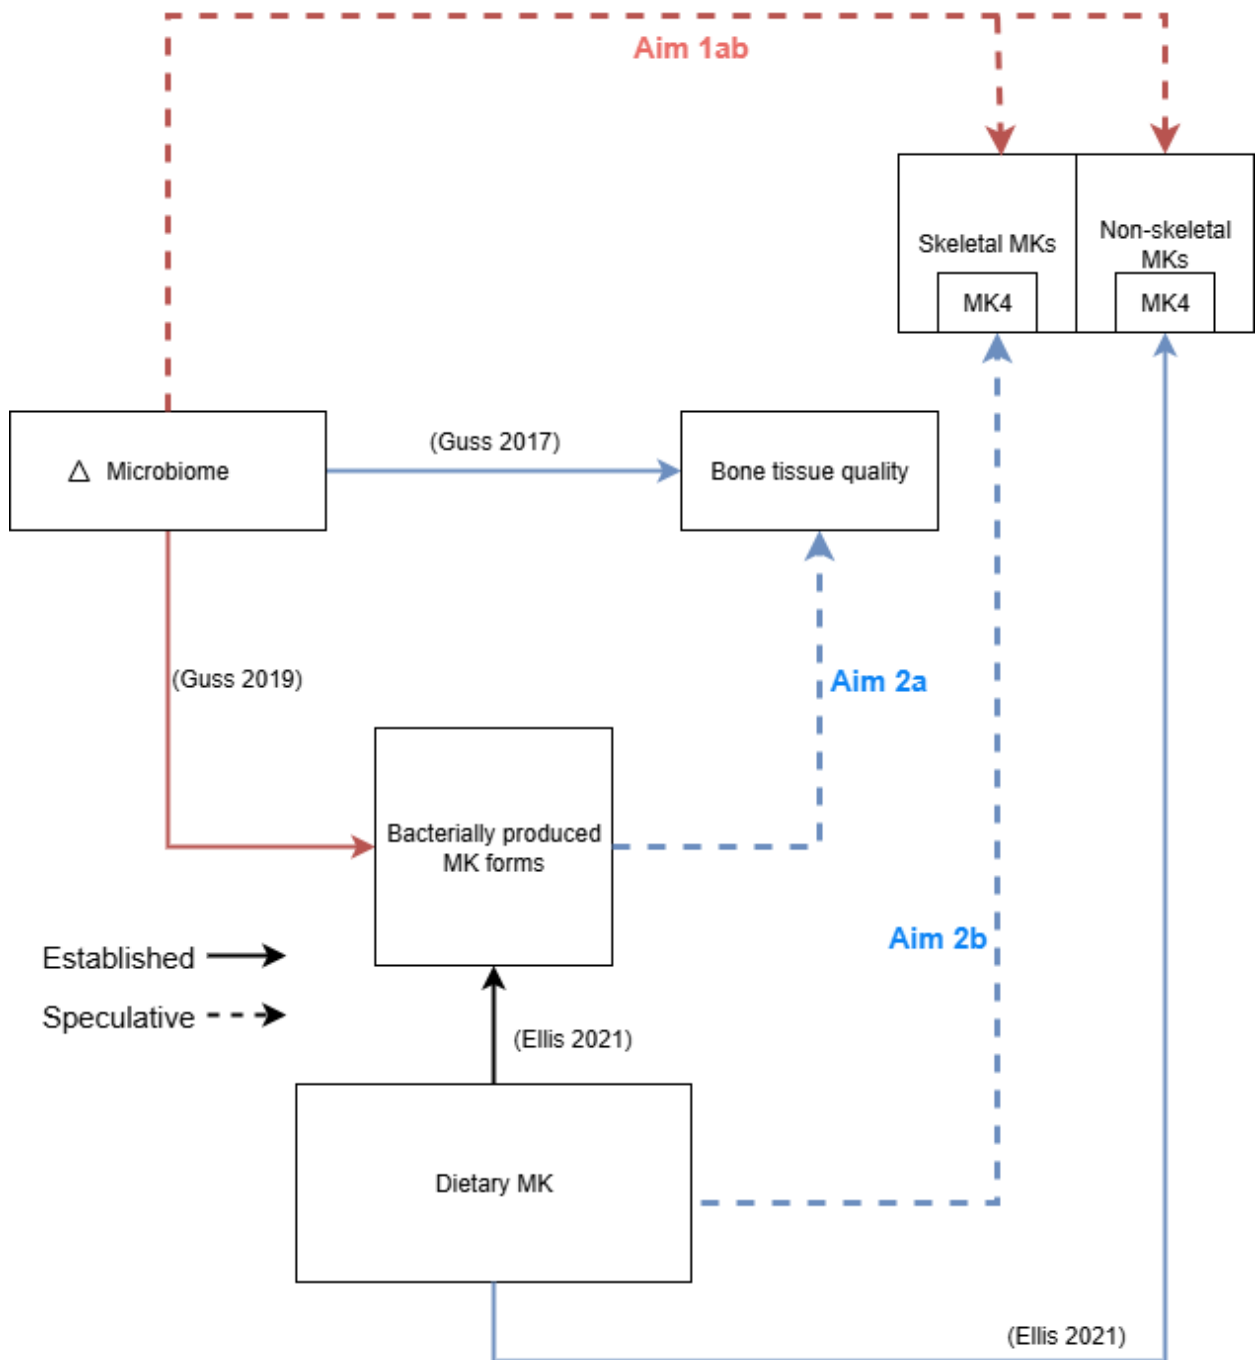 Aim 1ab
Skeletal MKs
Non-skeletal
MKs
MK4
MK4
(Guss 2017)
△ Microbiome
Bone tissue quality
(Guss 2019)
Aim 2a
Bacterially produced
MK forms
Aim 2b
Established
Speculative
(Ellis 2021)
Dietary MK
(Ellis 2021)